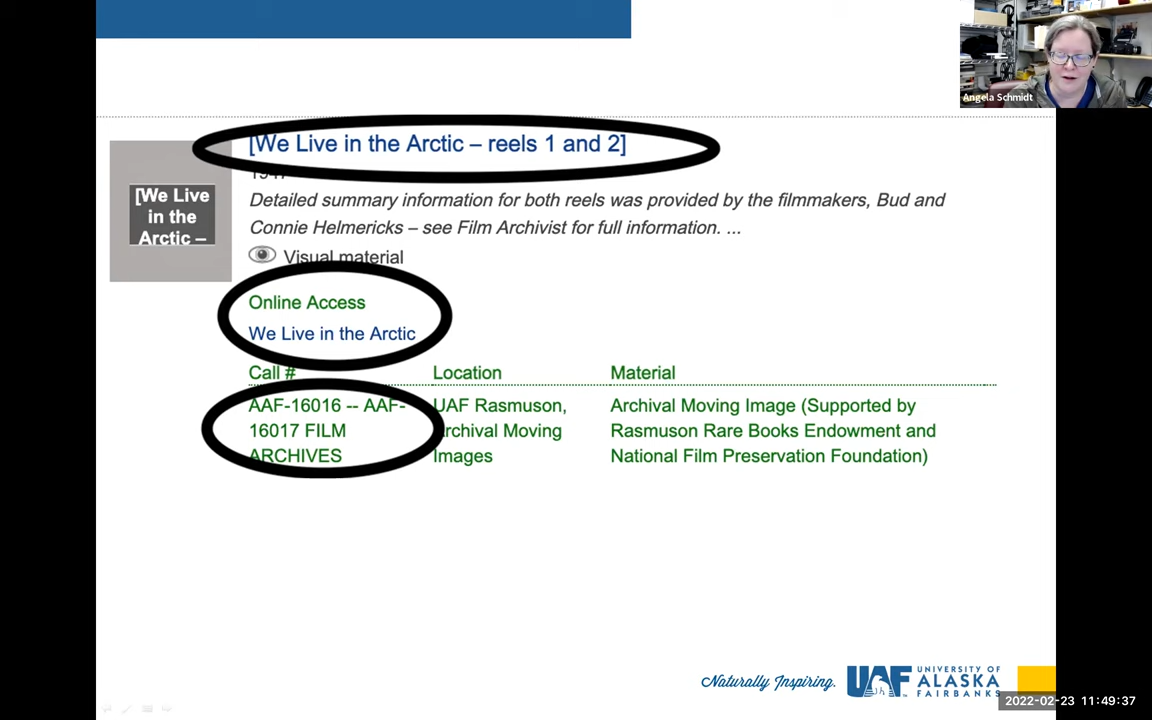 Angela Schmidt
[We Live in the Arctic – reels 1 and 2]
[We Live
in the
Arctic –
Detailed summary information for both reels was provided by the filmmakers, Bud and
Connie Helmericks – see Film Archivist for full information. ...
Visual material
Online Access
We Live in the Arctic
Call # Location Material
AAF-16016 -- AAF- UAF Rasmuson, Archival Moving Image (Supported by
16017 FILM Archival Moving Rasmuson Rare Books Endowment and
ARCHIVES Images National Film Preservation Foundation)
Naturally Inspiring. UAF UNIVERSITY OF
ALASKA
FAIRBANKS
2022-02-23 11:49:37